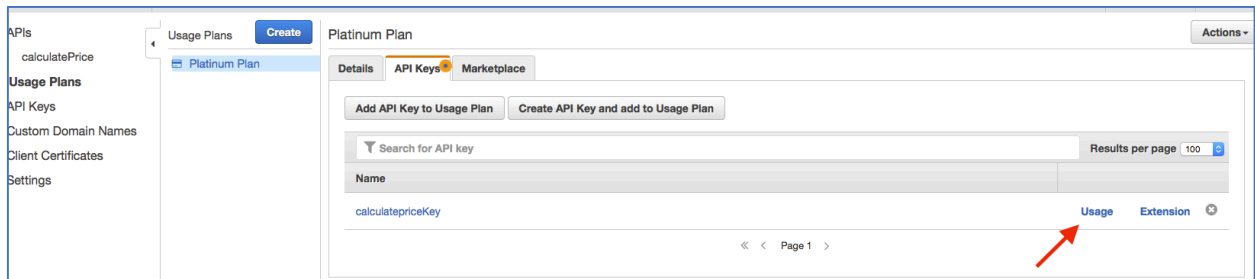 APIs
calculatePrice
Usage Plans
API Keys
Custom Domain Names
Client Certificates
Settings
Usage Plans
Create
Platinum Plan
Platinum Plan
Actions
Details
API Keys
Marketplace
Add API Key to Usage Plan
Create API Key and add to Usage Plan
Search for API key
Results per page 100
Name
calculatepriceKey
Usage
Extension
« < Page 1 >